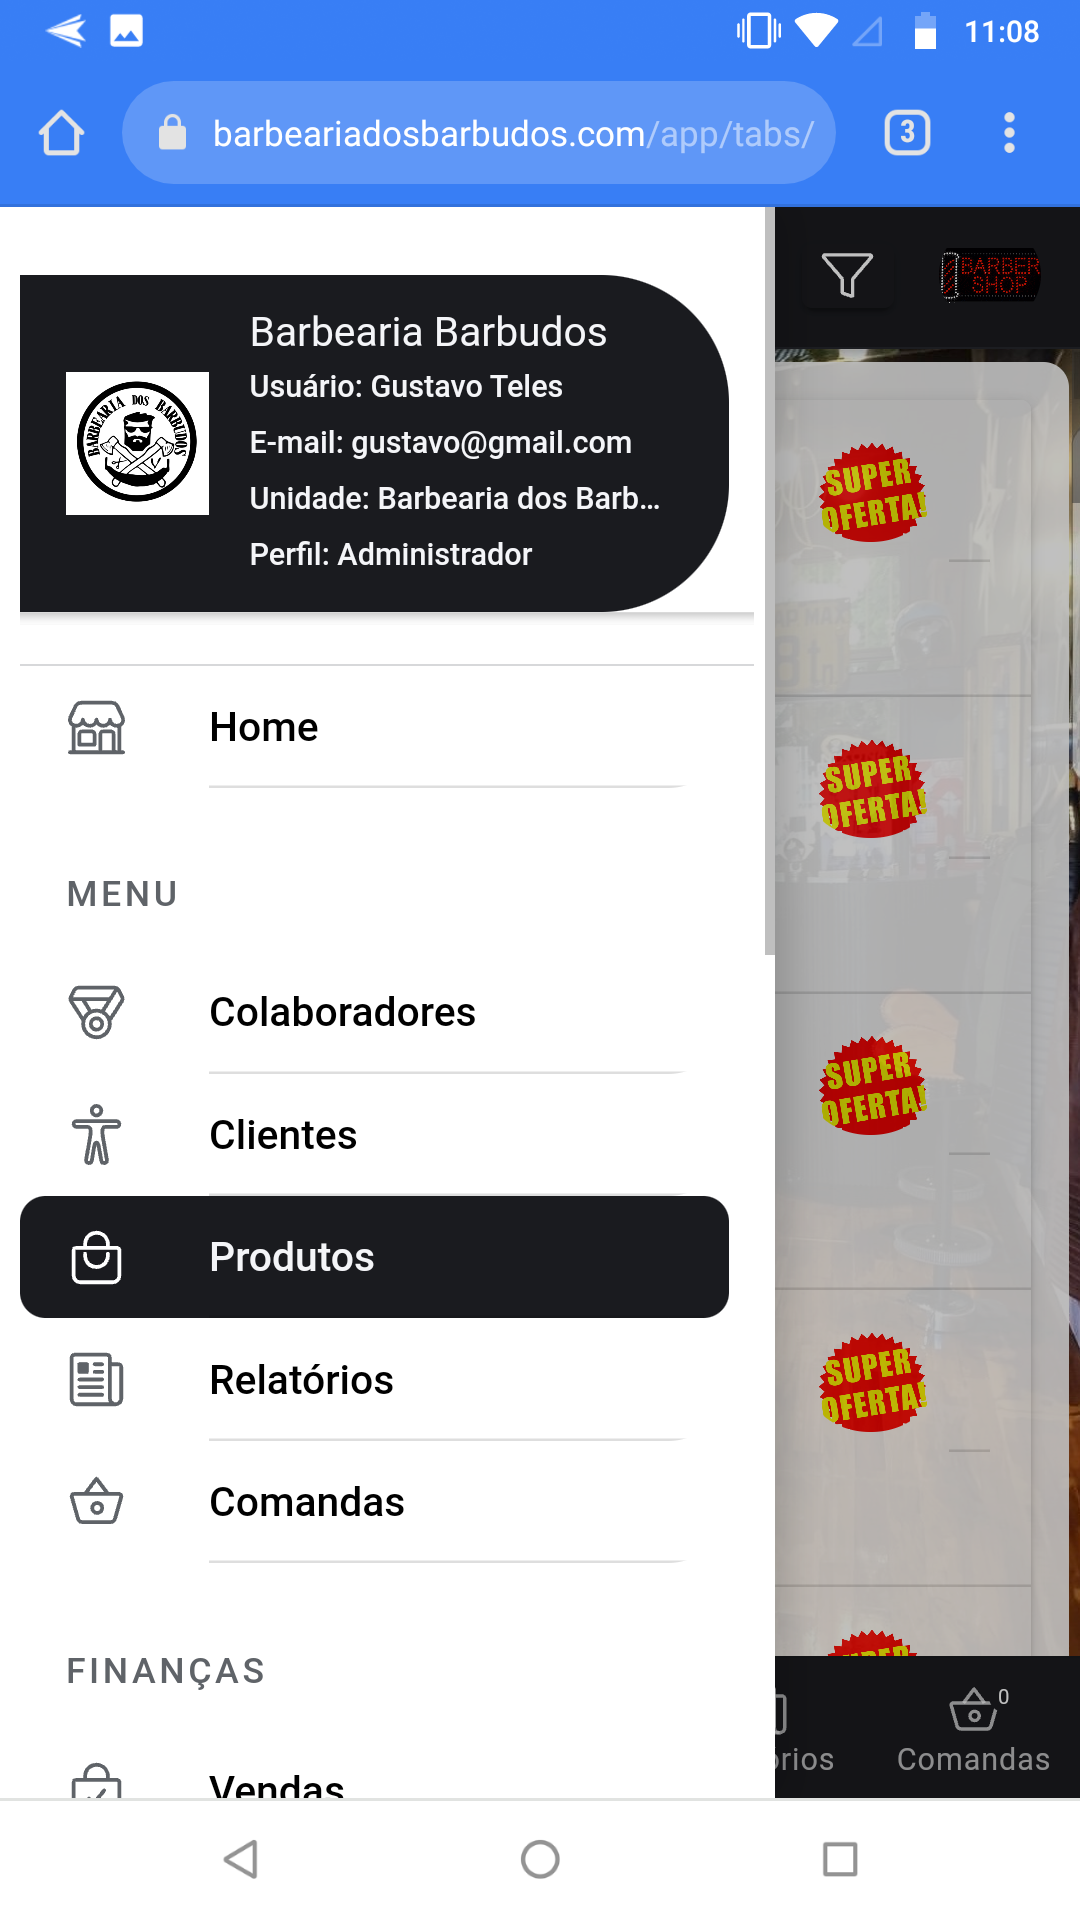 11:08
barbeariadosbarbudos.com/app/tabs/
3
BARBER
SHOP
Barbearia Barbudos
Usuário: Gustavo Teles
E-mail: gustavo@gmail.com
Unidade: Barbearia dos Barb...
Perfil: Administrador
BARBEARIA DOS BARBUDOS
Home
MENU
Colaboradores
Clientes
Produtos
Relatórios
Comandas
FINANÇAS
Vendas
SUPER
OFERTA!
SUPER
OFERTA!
SUPER
OFERTA!
SUPER
OFERTA!
SUPER
órios
0
Comandas